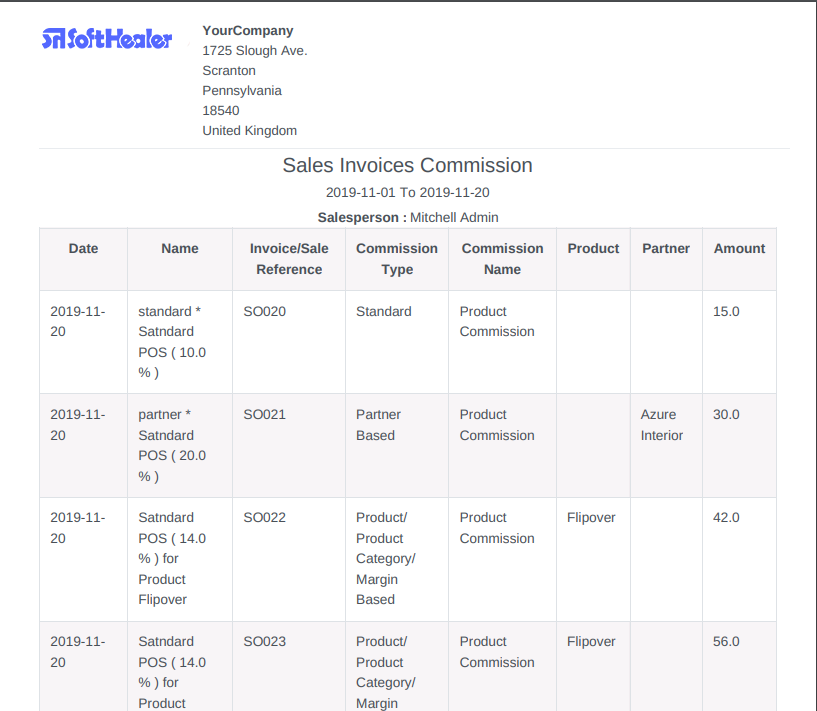 SH SoftHealer
YourCompany
1725 Slough Ave.
Scranton
Pennsylvania
18540
United Kingdom
Sales Invoices Commission
2019-11-01 To 2019-11-20
Salesperson : Mitchell Admin
Date
Name
Invoice/Sale
Reference
Commission
Type
Commission
Name
Product
Partner
Amount
2019-11-
20
standard *
Satndard
POS ( 10.0
% )
SO020
Standard
Product
Commission
15.0
2019-11-
20
partner *
Satndard
POS ( 20.0
% )
SO021
Partner
Based
Product
Commission
Azure
Interior
30.0
2019-11-
20
Satndard
POS ( 14.0
% ) for
Product
Flipover
SO022
Product/
Product
Category/
Margin
Based
Product
Commission
Flipover
42.0
2019-11-
20
Satndard
POS ( 14.0
% ) for
Product
SO023
Product/
Product
Category/
Margin
Product
Commission
Flipover
56.0